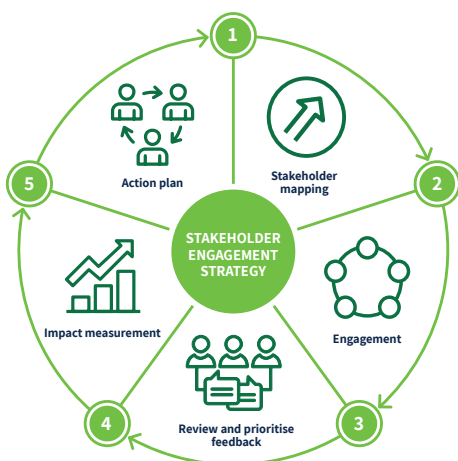 1
Stakeholder
mapping
2
Engagement
3
Review and prioritise
feedback
4
Impact measurement
5
Action plan
STAKEHOLDER
ENGAGEMENT
STRATEGY